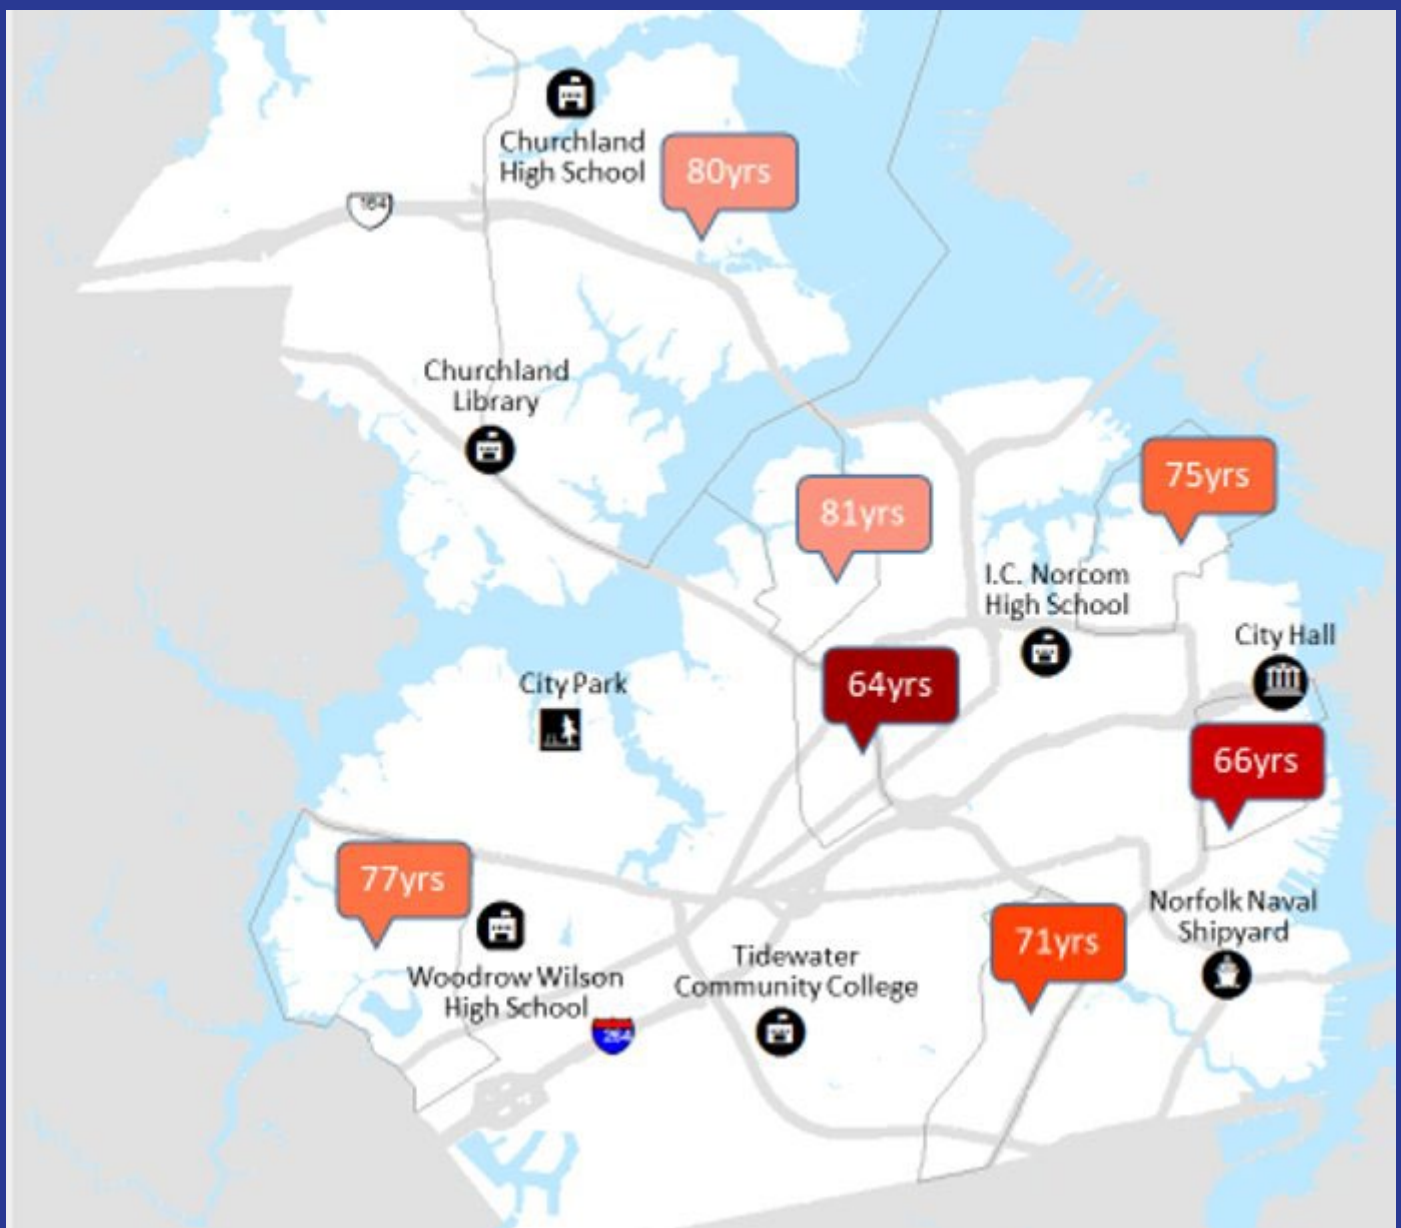 Churchland
High School
80yrs
164
Churchland
Library
75yrs
81yrs
I.C. Norcom
High School
City Hall
City Park
64yrs
66yrs
77yrs
Norfolk Naval
Shipyard
71yrs
Tidewater
Community College
Woodrow Wilson
High School
264